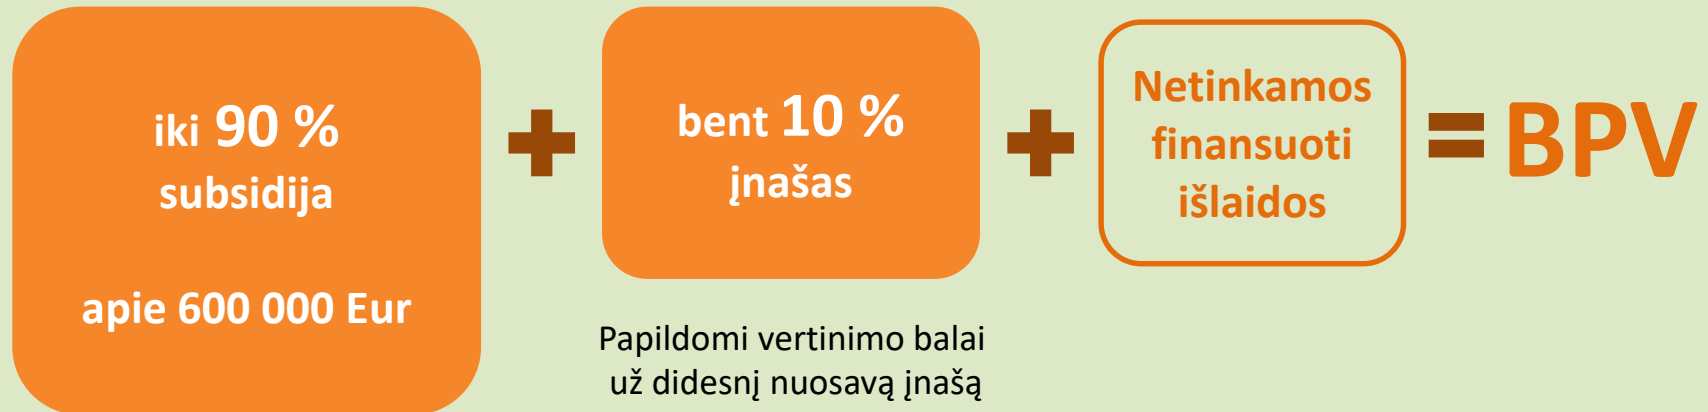 iki 90 %
subsidija
apie 600 000 Eur
+
bent 10 %
įnašas
Papildomi vertinimo balai
už didesnį nuosavą įnašą
+
Netinkamos
finansuoti
išlaidos
= BPV